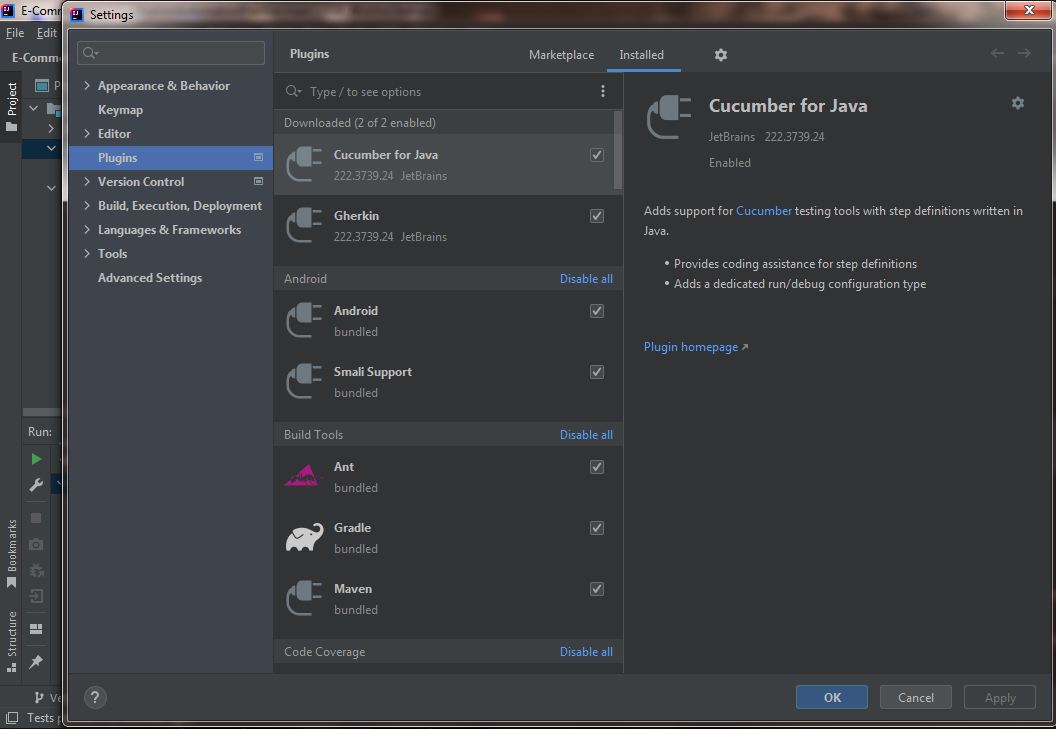 E-Comm
Settings
File Edit
E-Comme
Project
P
Plugins
Marketplace
Installed
Type / to see options
Appearance & Behavior
Keymap
Editor
Plugins
Version Control
Build, Execution, Deployment
Languages & Frameworks
Tools
Advanced Settings
Downloaded (2 of 2 enabled)
Cucumber for Java
222.3739.24 JetBrains
Gherkin
222.3739.24 JetBrains
Android Disable all
Android
bundled
Smali Support
bundled
Build Tools Disable all
Ant
bundled
Gradle
bundled
Maven
bundled
Code Coverage Disable all
Cucumber for Java
JetBrains 222.3739.24
Enabled
Adds support for Cucumber testing tools with step definitions written in
Java.
• Provides coding assistance for step definitions
• Adds a dedicated run/debug configuration type
Plugin homepage ↗
Run:
Bookmarks
Structure
Ve
Tests p
?
OK
Cancel
Apply